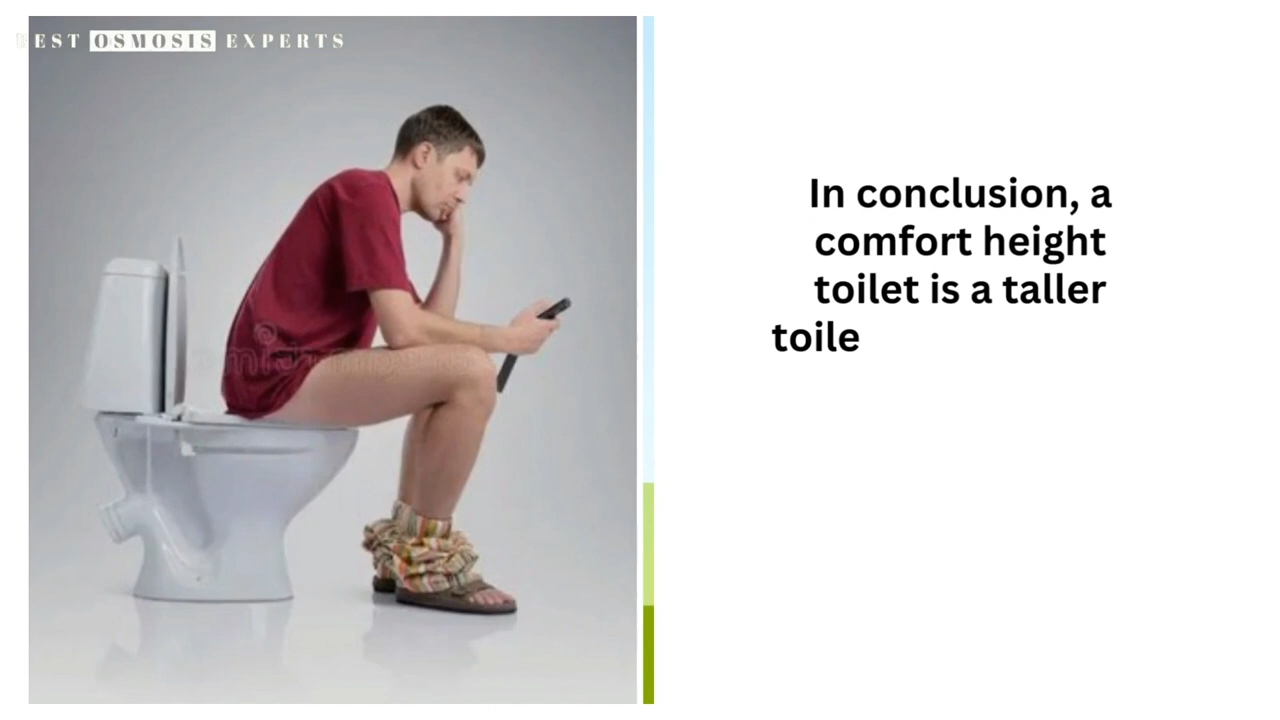 EST OSMOSIS EXPERTS
In conclusion, a
comfort height
toilet is a taller
toile